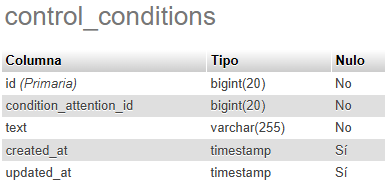 control_conditions
Columna Tipo Nulo
id (Primaria) bigint(20) No
condition_attention_id bigint(20) No
text varchar(255) No
created_at timestamp Sí
updated_at timestamp Sí